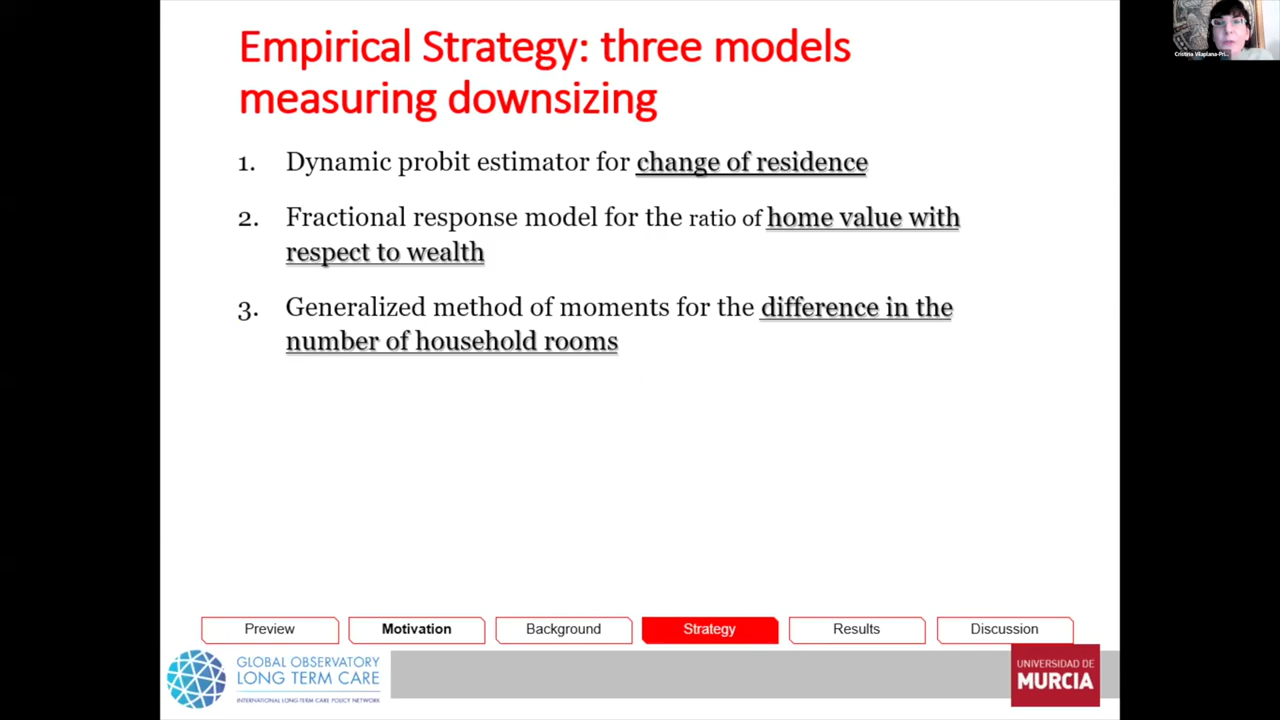 Empirical Strategy: three models
measuring downsizing
1. Dynamic probit estimator for change of residence
2. Fractional response model for the ratio of home value with
respect to wealth
3. Generalized method of moments for the difference in the
number of household rooms
Preview
Motivation
Background
Strategy
Results
Discussion
GLOBAL OBSERVATORY
LONG TERM CARE
INTERNATIONAL LONG-TERM CARE POLICY NETWORK
UNIVERSIDAD DE
MURCIA
Cristina Vilaplana-Pri...